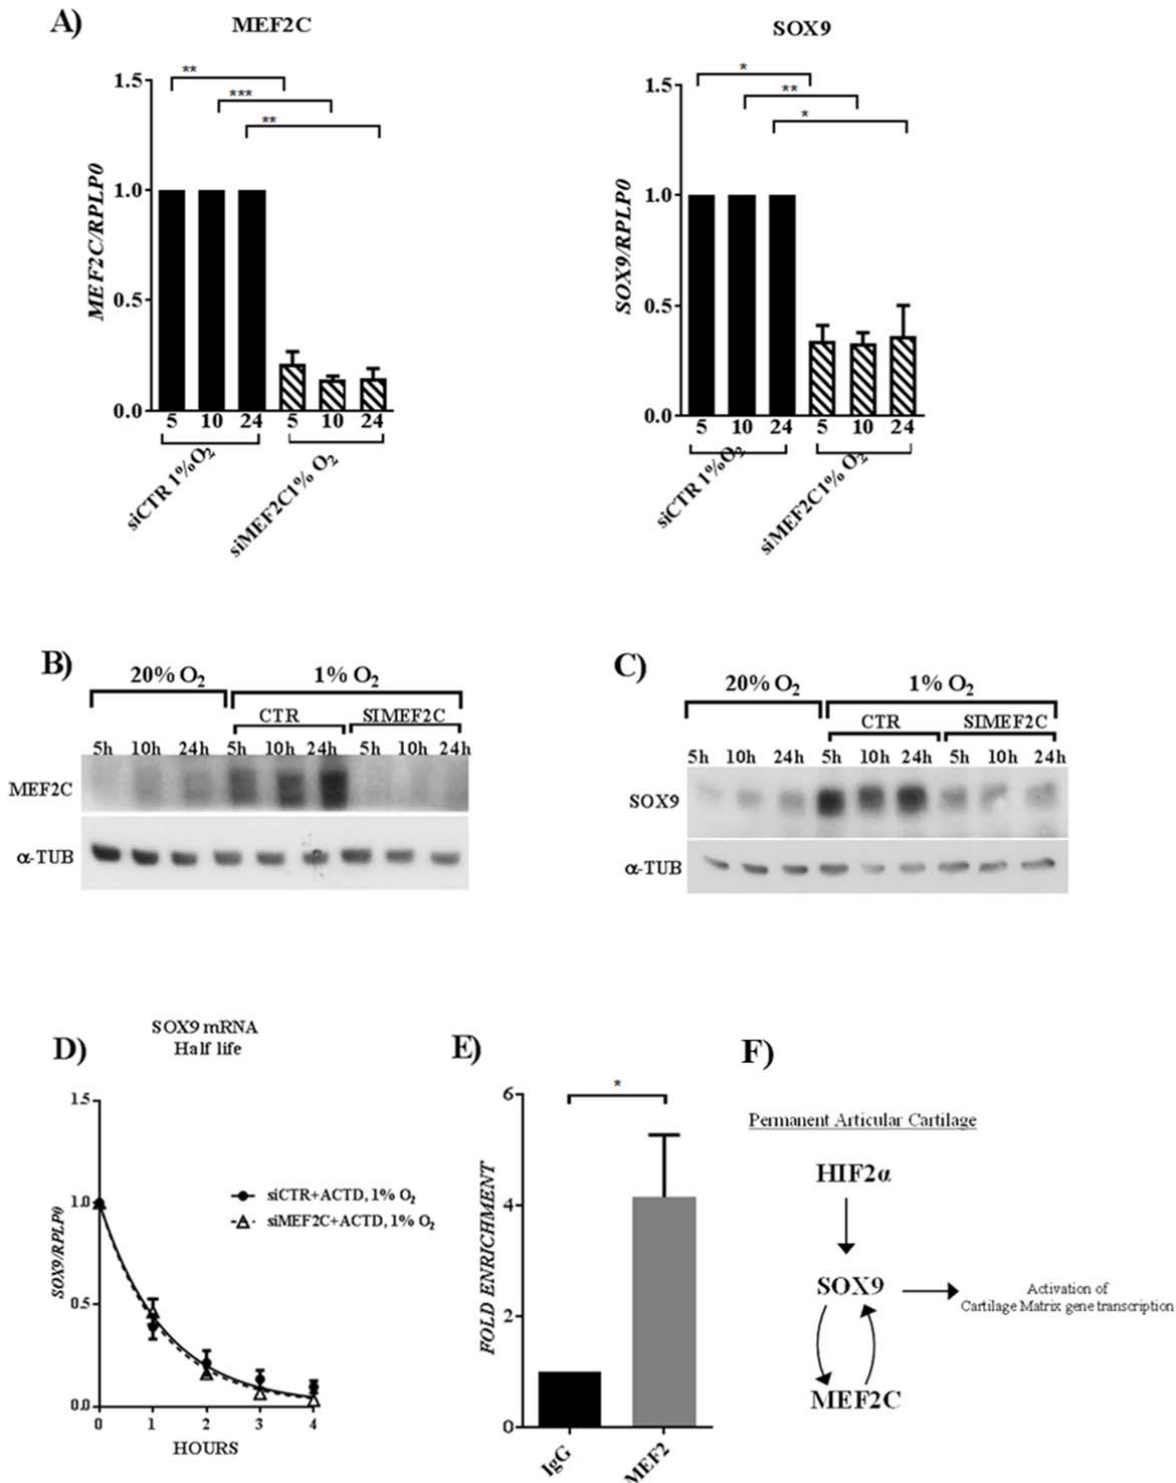 A)
MEF2C
SOX9
**
***
**
*
**
*
1.5
1.0
0.5
0.0
MEF2C/RPLP0
5 10 24 5 10 24
siCTR 1%O2
siMEF2C1% O2
1.5
1.0
0.5
0.0
SOX9/RPLP0
5 10 24 5 10 24
siCTR 1%O2
siMEF2C1% O2
B)
20% O2 1% O2
CTR SIMEF2C
5h 10h 24h 5h 10h 24h 5h 10h 24h
MEF2C
α-TUB
C)
20% O2 1% O2
CTR SIMEF2C
5h 10h 24h 5h 10h 24h 5h 10h 24h
SOX9
α-TUB
D)
SOX9 mRNA
Half life
1.5
1.0
0.5
0.0
SOX9/RPLP0
siCTR+ACTD, 1% O2
siMEF2C+ACTD, 1% O2
0 1 2 3 4
HOURS
E)
*
6
4
2
0
FOLD ENRICHMENT
IgG
MEF2
F)
Permanent Articular Cartilage
HIF2α
SOX9
Activation of
Cartilage Matrix gene transcription
MEF2C